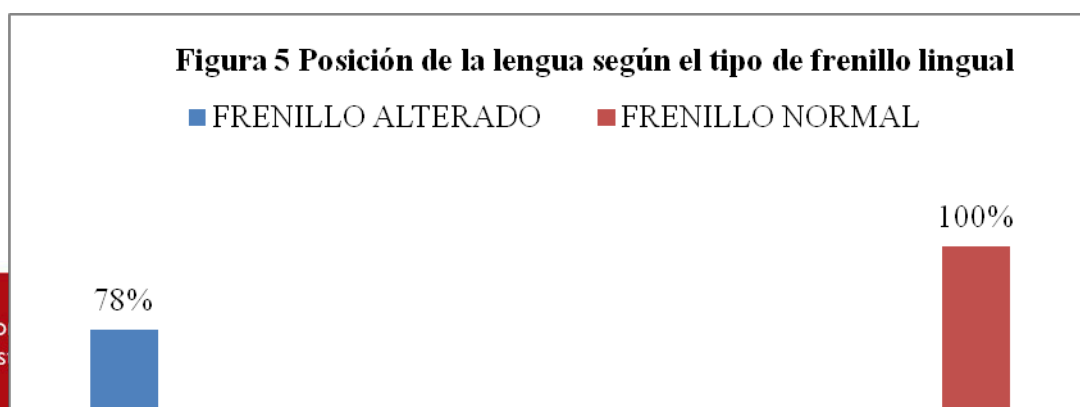 Figura 5 Posición de la lengua según el tipo de frenillo lingual
FRENILLO ALTERADO FRENILLO NORMAL
100%
78%